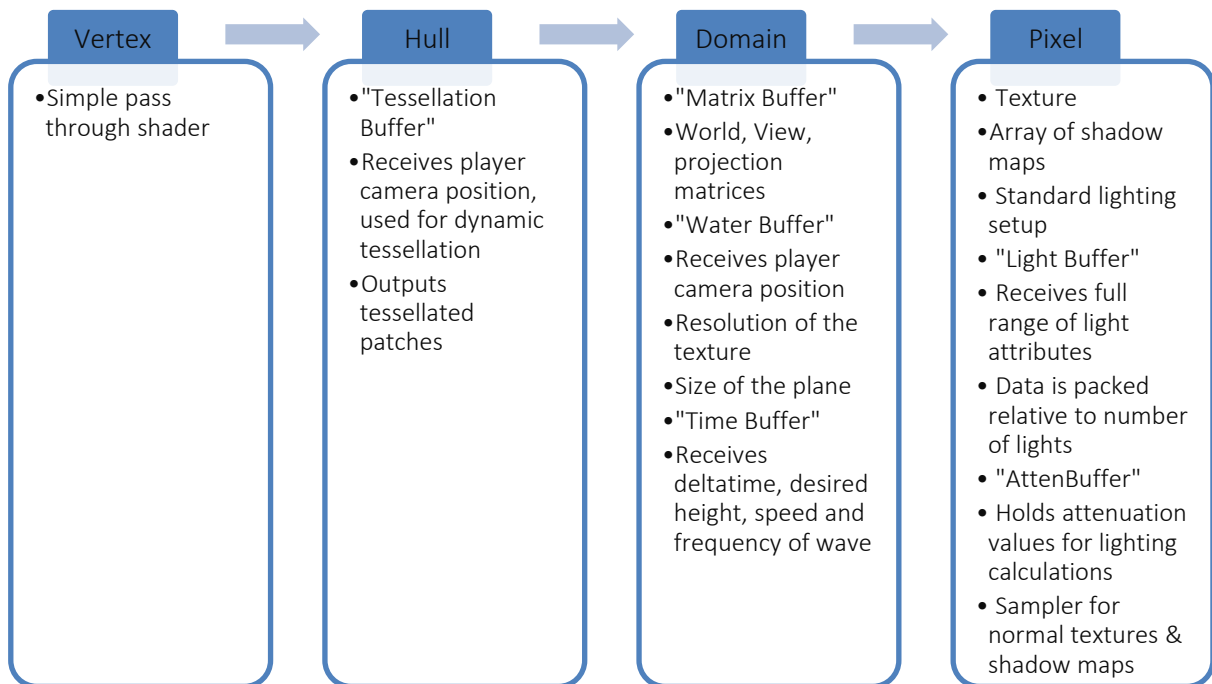 Vertex
•Simple pass
through shader
Hull
•"Tessellation
Buffer"
•Receives player
camera position,
used for dynamic
tessellation
•Outputs
tessellated
patches
Domain
•"Matrix Buffer"
•World, View,
projection
matrices
•"Water Buffer"
•Receives player
camera position
•Resolution of the
texture
•Size of the plane
•"Time Buffer"
•Receives
deltatime, desired
height, speed and
frequency of wave
Pixel
• Texture
•Array of shadow
maps
• Standard lighting
setup
• "Light Buffer"
• Receives full
range of light
attributes
• Data is packed
relative to number
of lights
• "AttenBuffer"
• Holds attenuation
values for lighting
calculations
• Sampler for
normal textures &
shadow maps